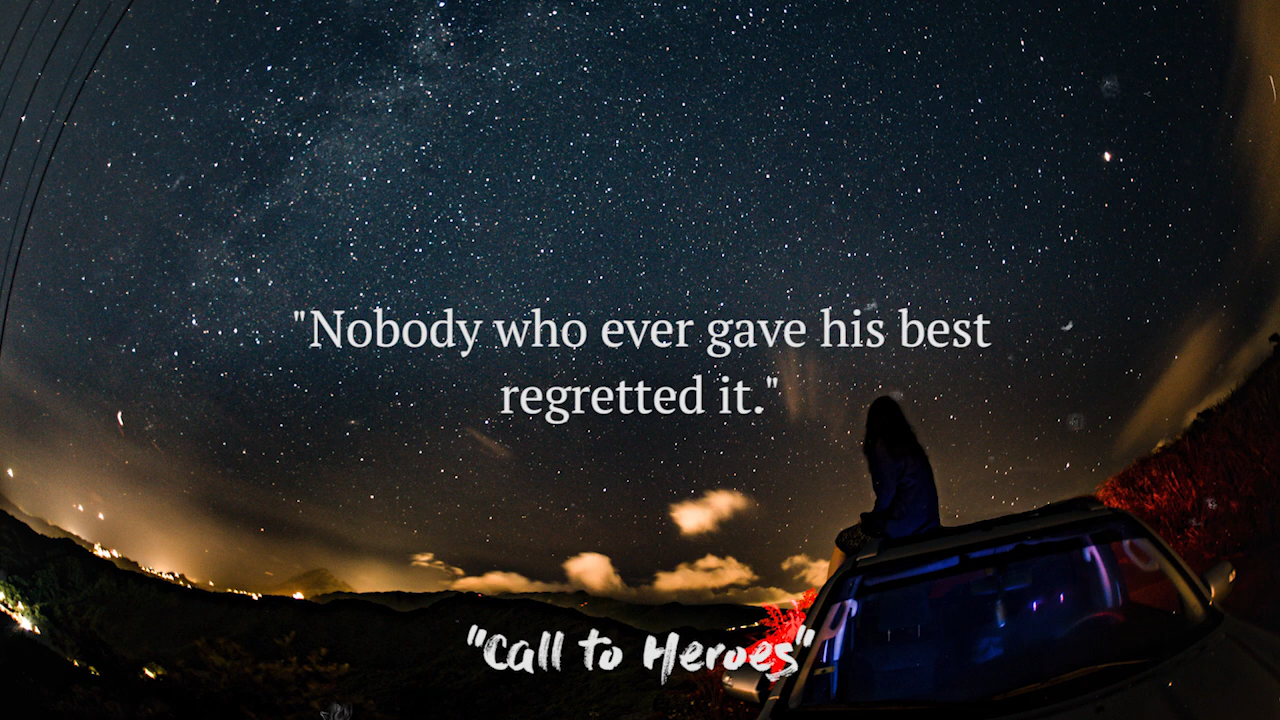 "Nobody who ever gave his best
regretted it."
"Call to Heroes"